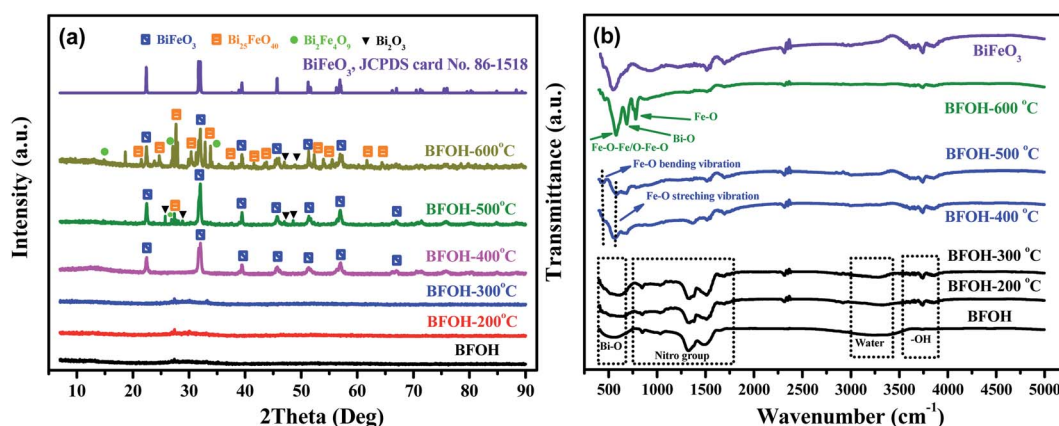 (a)
BiFeO₃ Bi₂₅FeO₄₀ Bi₂Fe₄O₉ Bi₂O₃
BiFeO₃, JCPDS card No. 86-1518
BFOH-600°C
BFOH-500°C
BFOH-400°C
BFOH-300°C
BFOH-200°C
BFOH
Intensity (a.u.)
10 20 30 40 50 60 70 80 90
2Theta (Deg)
(b)
BiFeO₃
BFOH-600 °C
Fe-O
Bi-O
Fe-O-Fe/O-Fe-O
BFOH-500 °C
Fe-O bending vibration
Fe-O streching vibration
BFOH-400 °C
BFOH-300 °C
BFOH-200 °C
BFOH
Bi-O
Nitro group
Water
-OH
Transmittance (a.u.)
500 1000 1500 2000 2500 3000 3500 4000 4500 5000
Wavenumber (cm⁻¹)